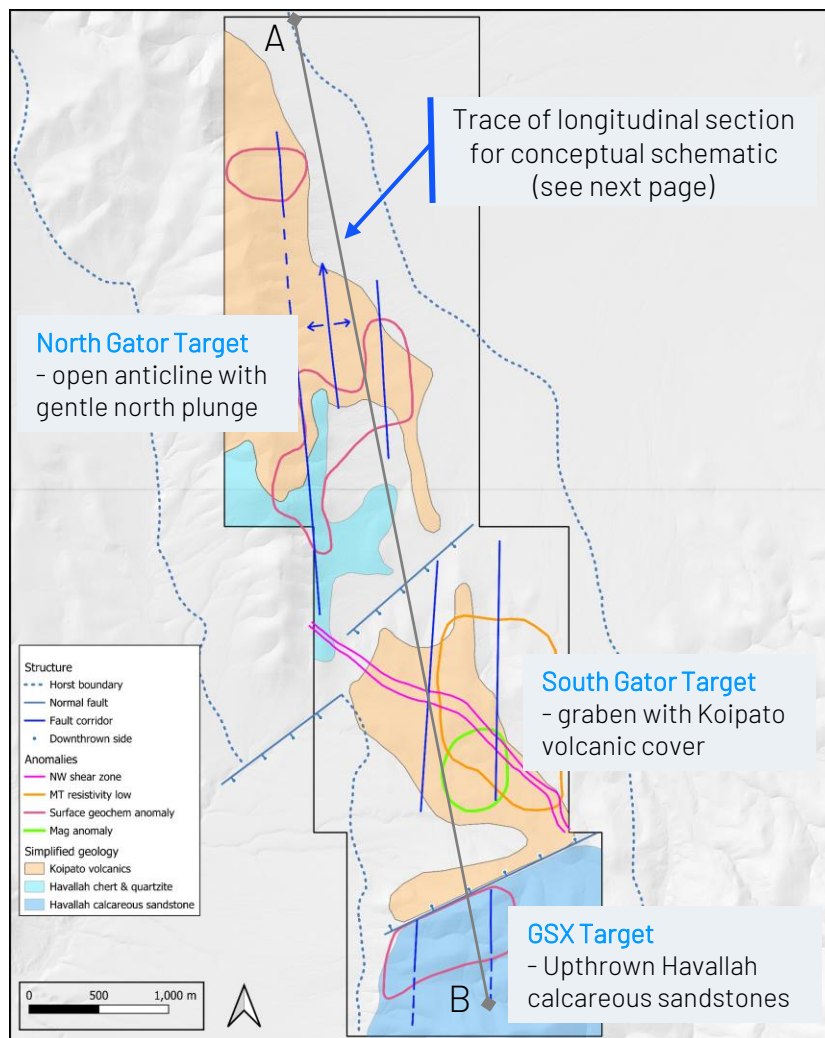 A
Trace of longitudinal section
for conceptual schematic
(see next page)
North Gator Target
- open anticline with
gentle north plunge
South Gator Target
- graben with Koipato
volcanic cover
GSX Target
- Upthrown Havallah
calcareous sandstones
B
Structure
Horst boundary
Normal fault
Fault corridor
Downthrown side
Anomalies
NW shear zone
MT resistivity low
Surface geochem anomaly
Mag anomaly
Simplified geology
Koipato volcanics
Havallah chert & quartzite
Havallah calcareous sandstone
0 500 1,000 m